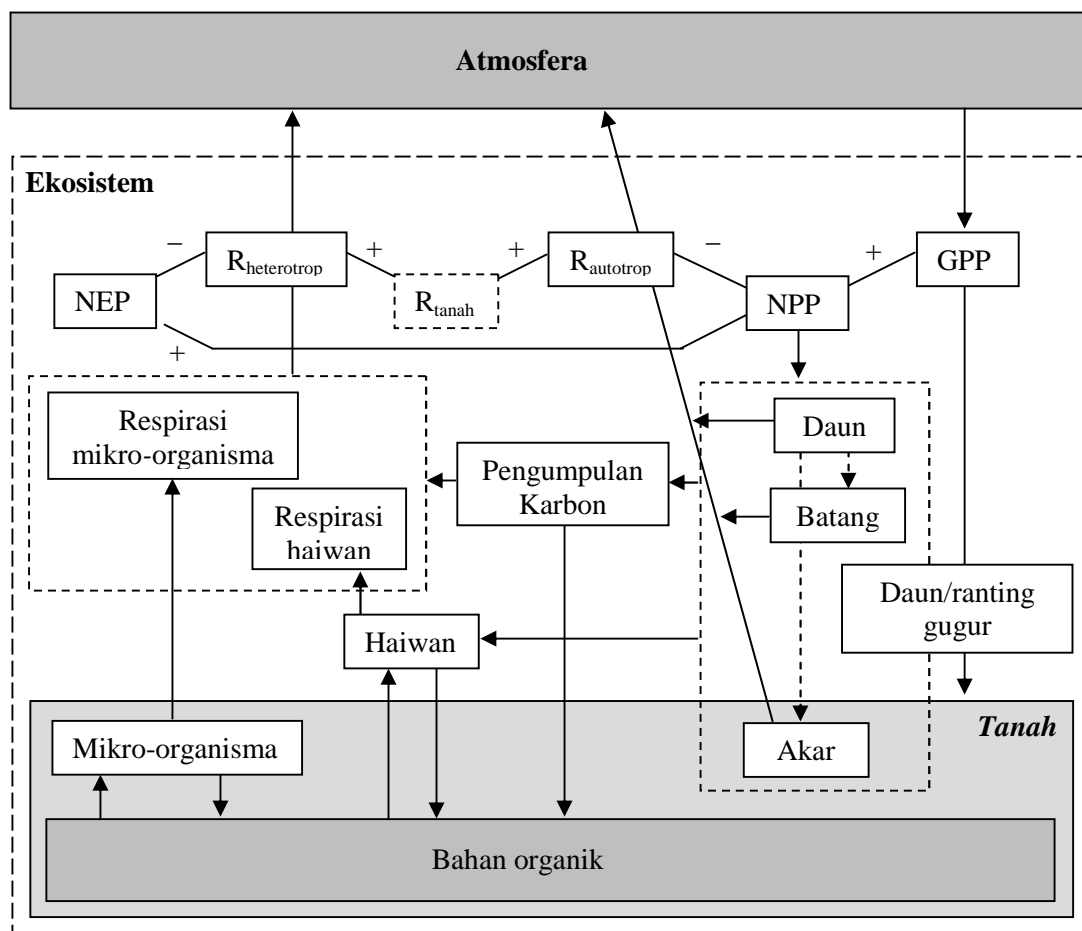 Atmosfera
Ekosistem
− + + − +
R_heterotrop
R_autotrop
GPP
NEP
R_tanah
NPP
+
Respirasi
mikro-organisma
Daun
Pengumpulan
Karbon
Respirasi
haiwan
Batang
Daun/ranting
gugur
Haiwan
Tanah
Mikro-organisma
Akar
Bahan organik